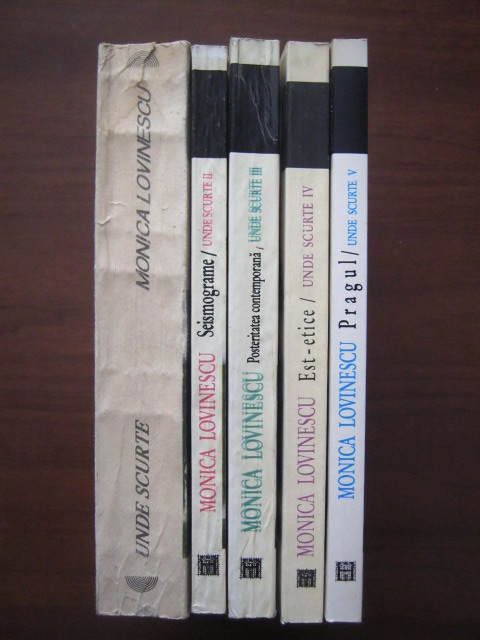 UNDE SCURTE MONICA LOVINESCU
MONICA LOVINESCU Seismograme / UNDE SCURTE II
MONICA LOVINESCU Posteritatea contemporană / UNDE SCURTE III
MONICA LOVINESCU Est-etice / UNDE SCURTE IV
MONICA LOVINESCU Pragul / UNDE SCURTE V